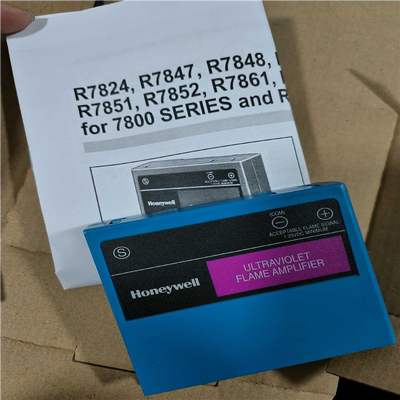 R7824, R7847, R7848,
R7851, R7852, R7861,
for 7800 SERIES and R
S
Honeywell
S
(COM)
− +
ACCEPTABLE FLAME SIGNAL
1.25VDC MINIMUM
Honeywell
ULTRAVIOLET
FLAME AMPLIFIER